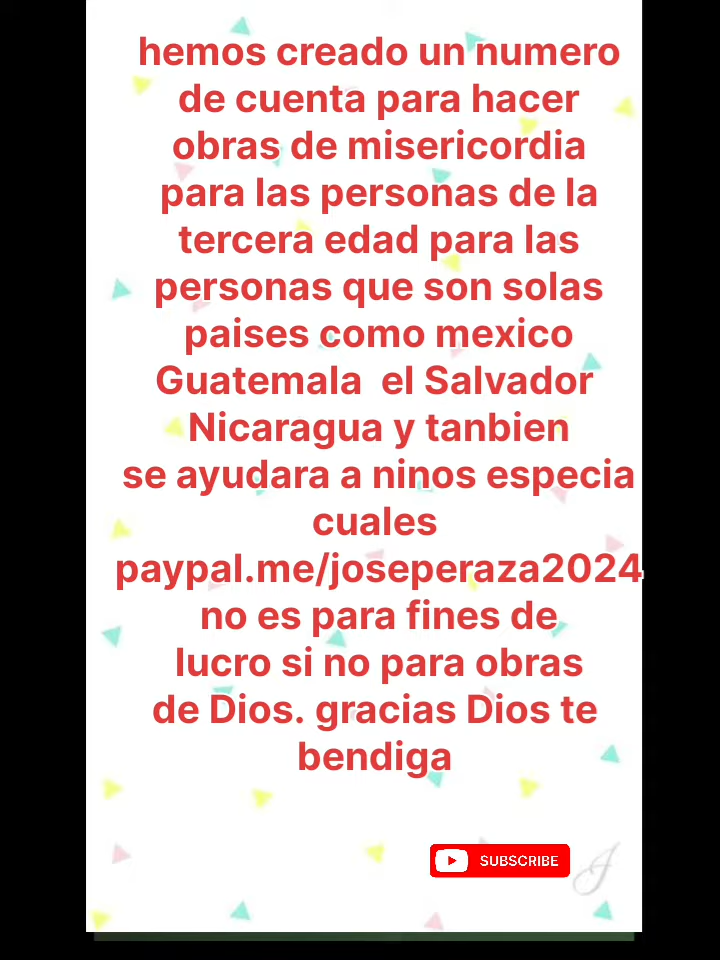 hemos creado un numero
de cuenta para hacer
obras de misericordia
para las personas de la
tercera edad para las
personas que son solas
paises como mexico
Guatemala el Salvador
Nicaragua y tanbien
se ayudara a ninos especia
cuales
paypal.me/joseperaza2024
no es para fines de
lucro si no para obras
de Dios. gracias Dios te
bendiga
SUBSCRIBE
J